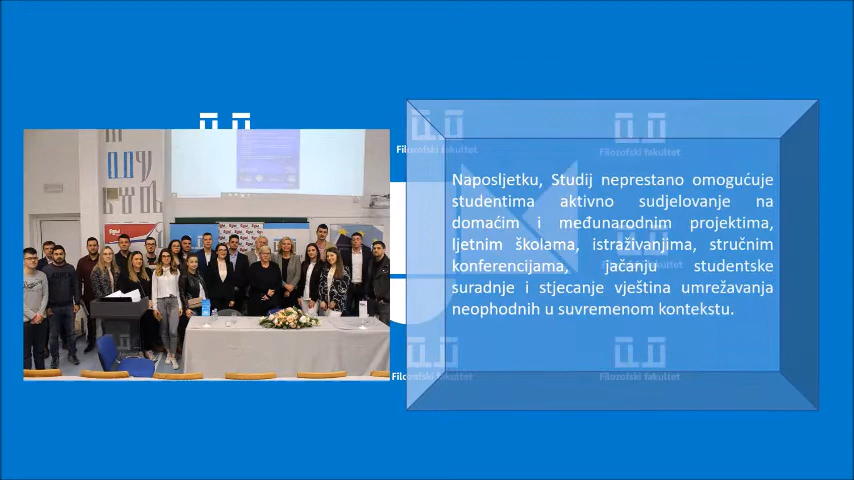 Filozofski fakultet
Filozofski fakultet
Naposljetku, Studij neprestano omogućuje
studentima aktivno sudjelovanje na
domaćim i međunarodnim projektima,
ljetnim školama, istraživanjima, stručnim
konferencijama, jačanju studentske
suradnje i stjecanje vještina umrežavanja
neophodnih u suvremenom kontekstu.
Filozofski fakultet
Filozofski fakultet